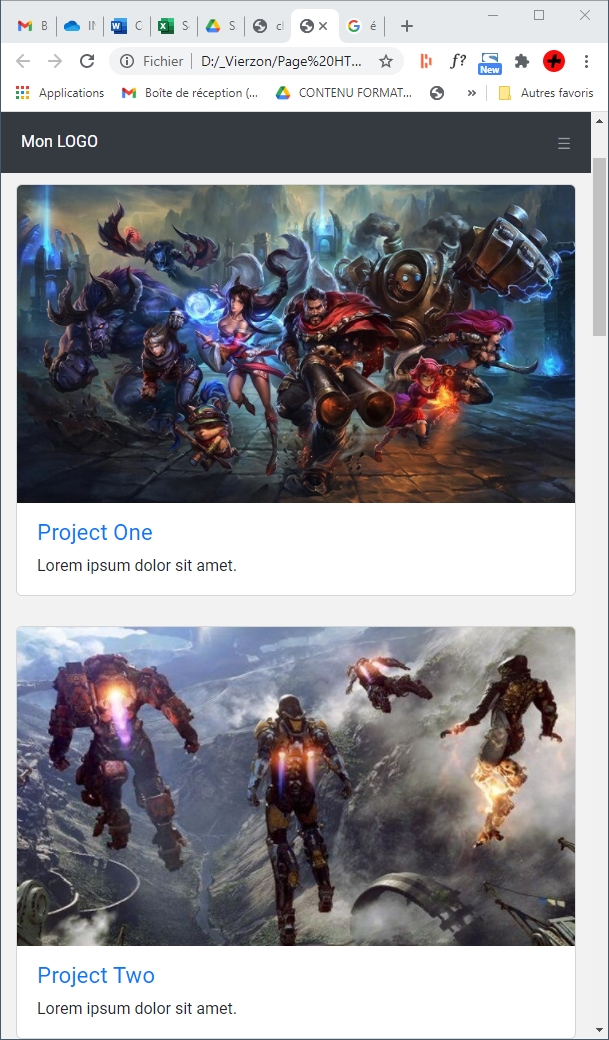 B
IN
C
S
S
cl
é
Fichier
D:/_Vierzon/Page%20HT...
f?
New
Applications
Boîte de réception (...
CONTENU FORMAT...
»
Autres favoris
Mon LOGO
Project One
Lorem ipsum dolor sit amet.
Project Two
Lorem ipsum dolor sit amet.